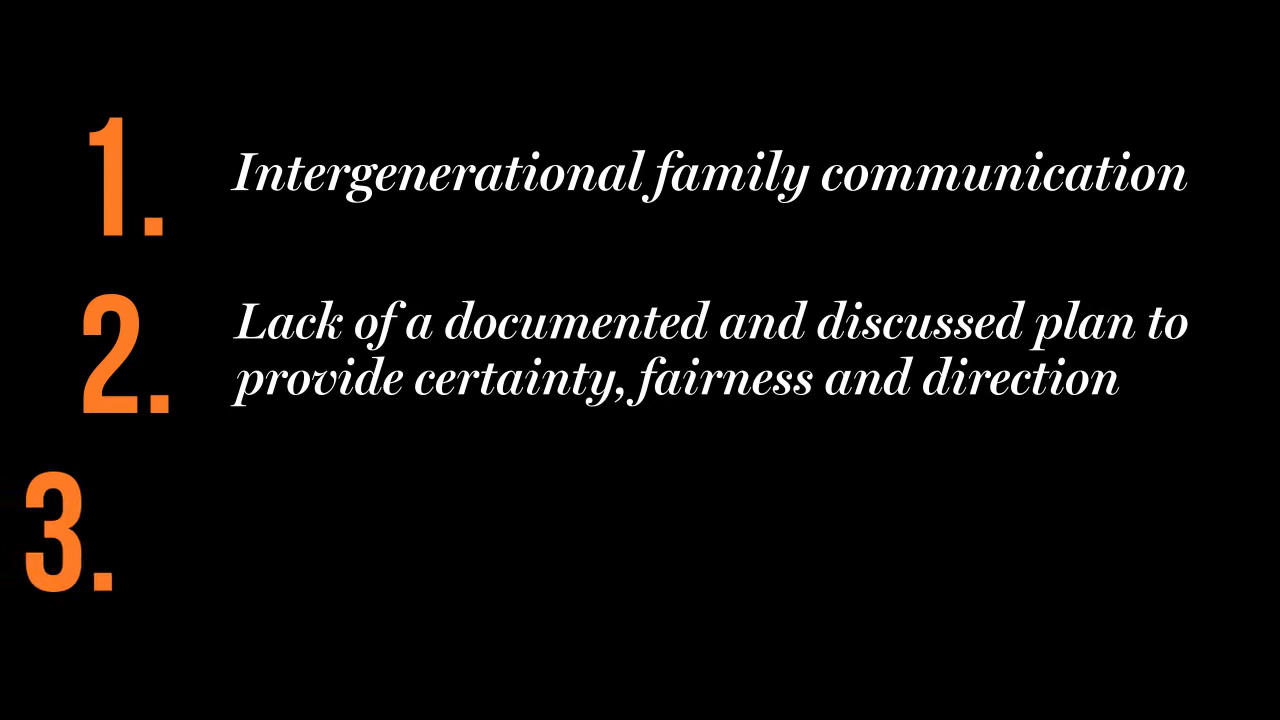 1. Intergenerational family communication
2. Lack of a documented and discussed plan to
provide certainty, fairness and direction
3.